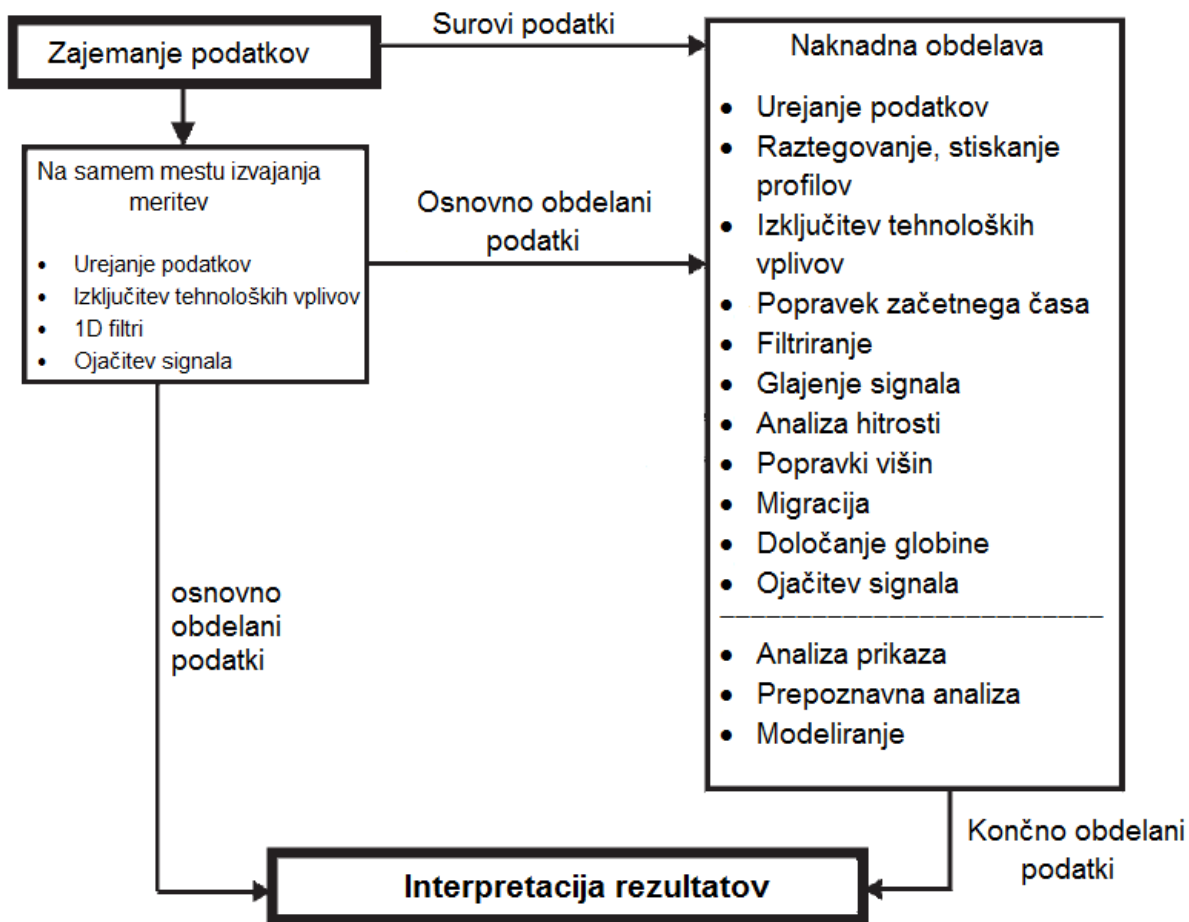 Zajemanje podatkov
Surovi podatki
Na samem mestu izvajanja
meritev
• Urejanje podatkov
• Izključitev tehnoloških vplivov
• 1D filtri
• Ojačitev signala
Osnovno obdelani
podatki
osnovno
obdelani
podatki
Naknadna obdelava
• Urejanje podatkov
• Raztegovanje, stiskanje
profilov
• Izključitev tehnoloških
vplivov
• Popravek začetnega časa
• Filtriranje
• Glajenje signala
• Analiza hitrosti
• Popravki višin
• Migracija
• Določanje globine
• Ojačitev signala
• Analiza prikaza
• Prepoznavna analiza
• Modeliranje
Končno obdelani
podatki
Interpretacija rezultatov